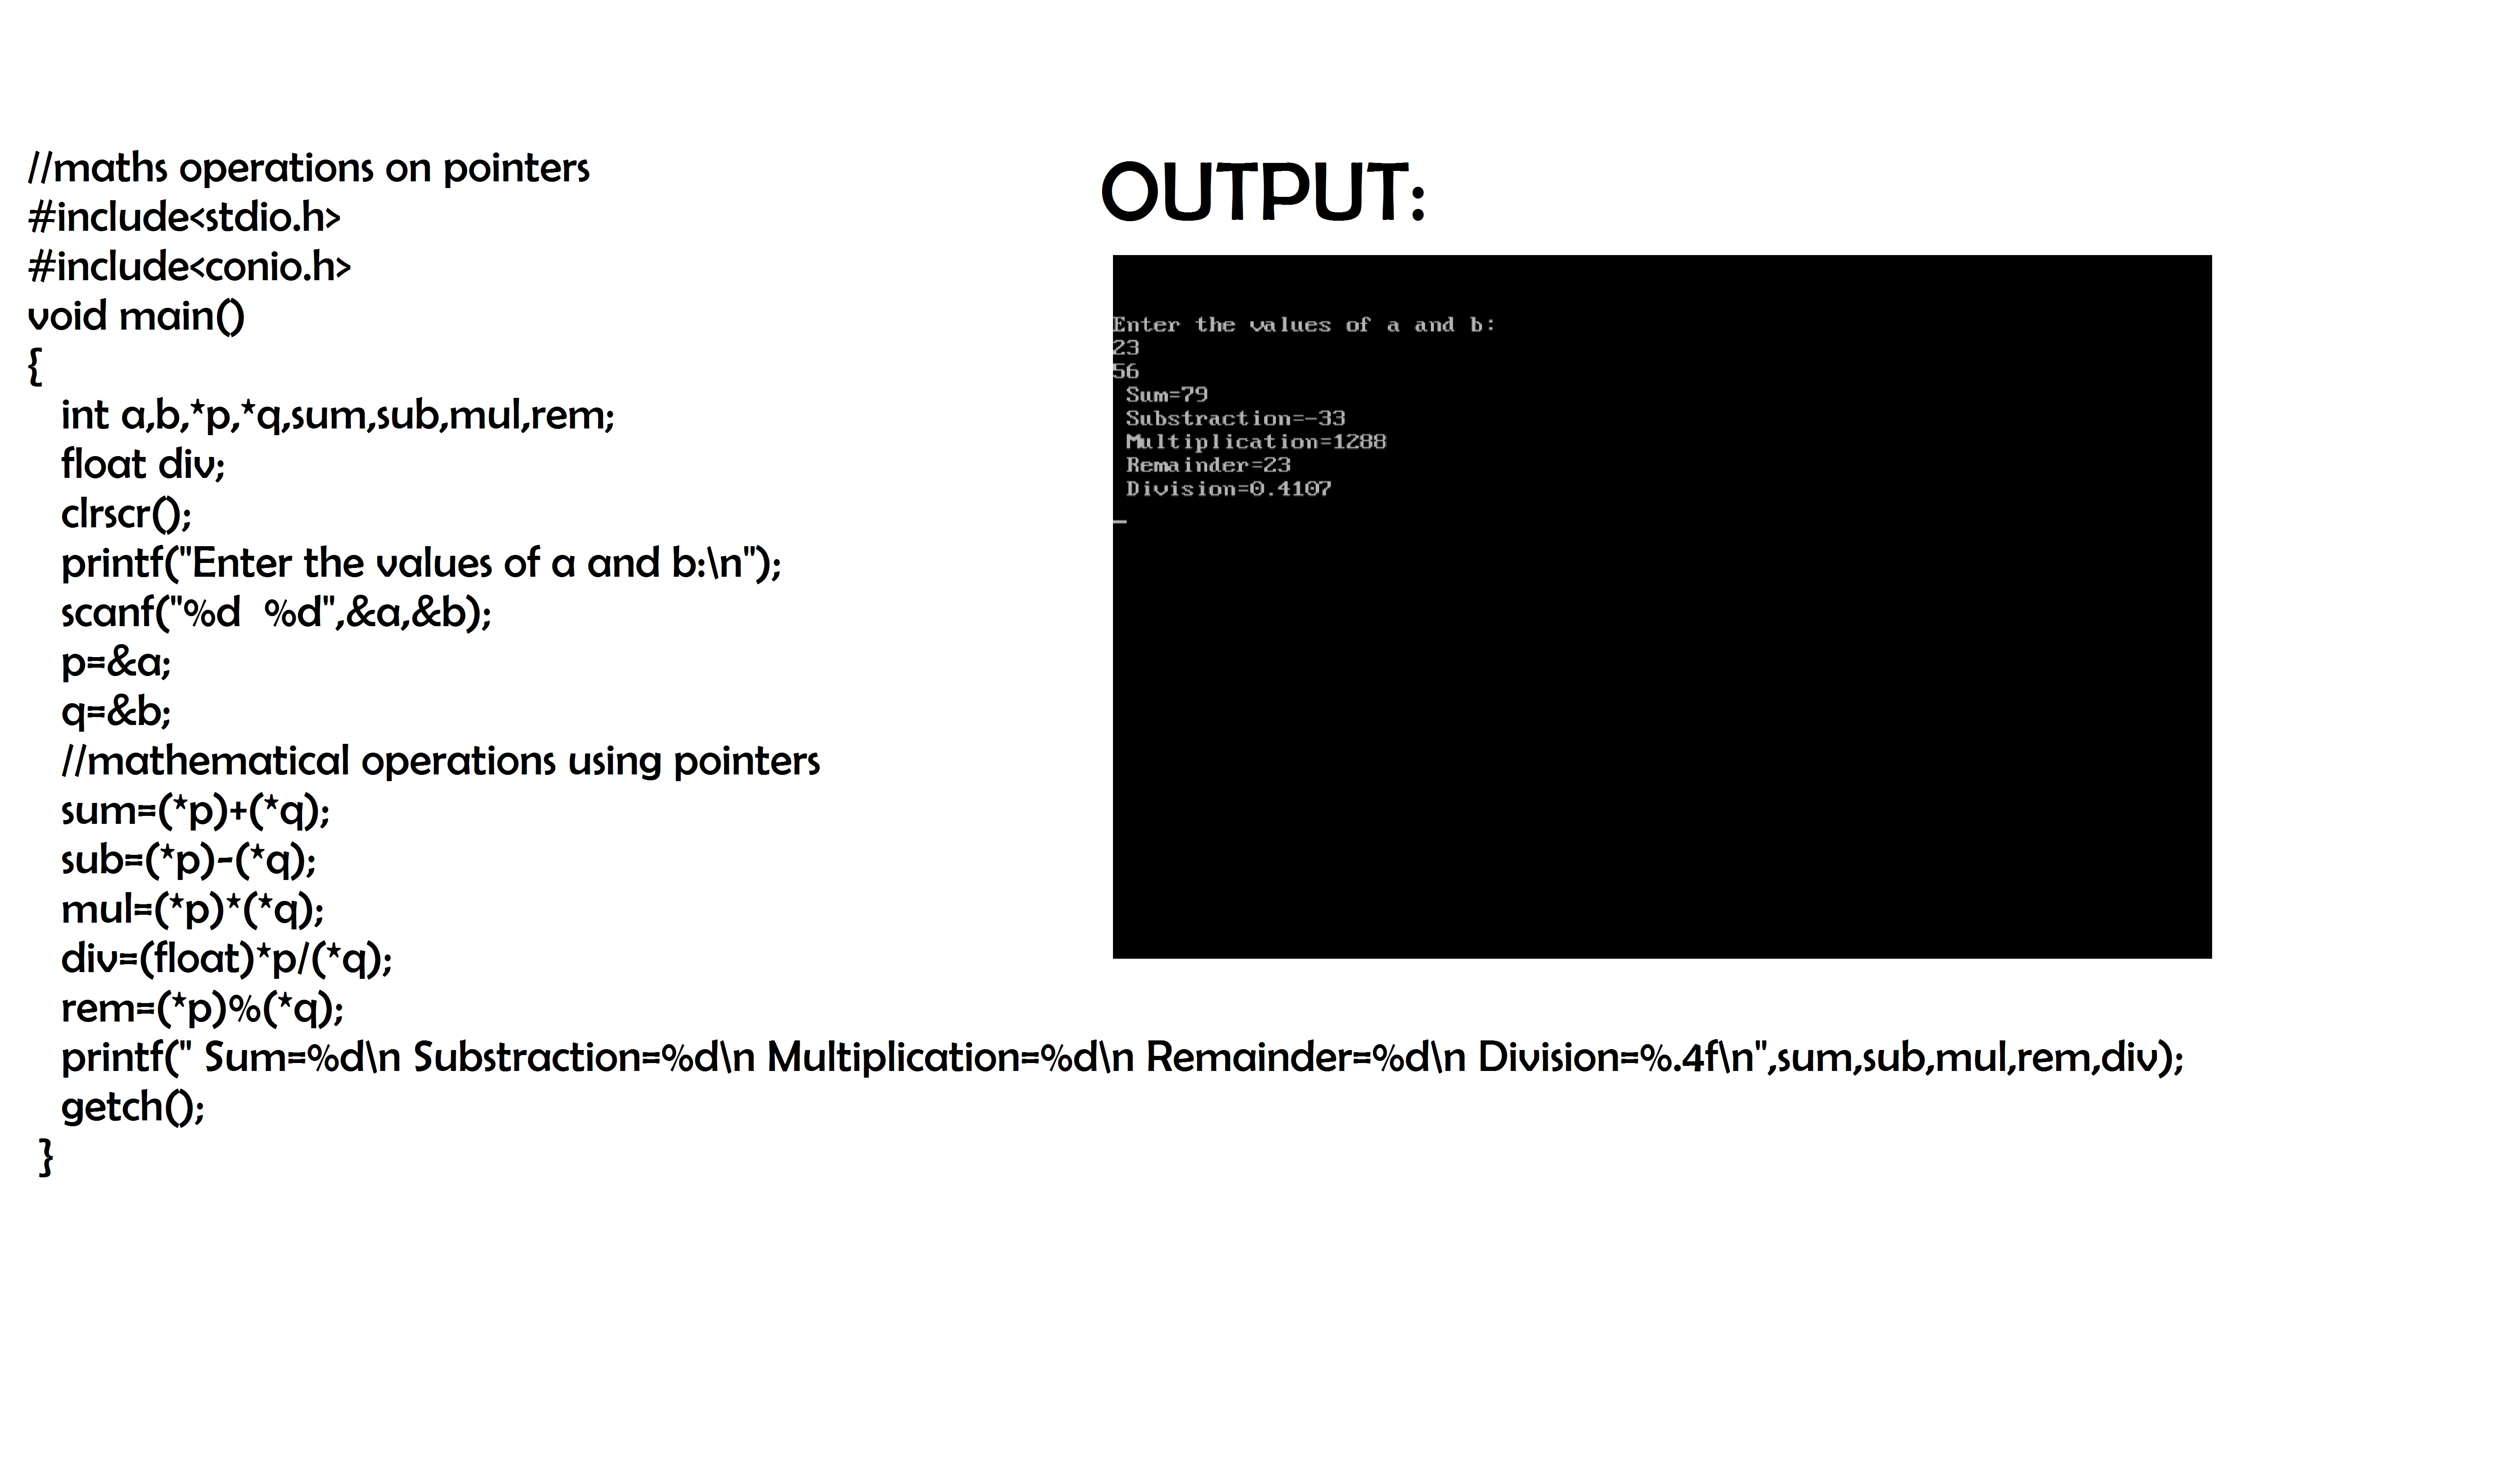 //maths operations on pointers
#include<stdio.h>
#include<conio.h>
void main()
{
int a,b,*p,*q,sum,sub,mul,rem;
float div;
clrscr();
printf("Enter the values of a and b:\n");
scanf("%d  %d",&a,&b);
p=&a;
q=&b;
//mathematical operations using pointers
sum=(*p)+(*q);
sub=(*p)-(*q);
mul=(*p)*(*q);
div=(float)*p/(*q);
rem=(*p)%(*q);
printf(" Sum=%d\n Substraction=%d\n Multiplication=%d\n Remainder=%d\n Division=%.4f\n",sum,sub,mul,rem,div);
getch();
}
OUTPUT:
Enter the values of a and b:
23
56
Sum=79
Substraction=-33
Multiplication=1288
Remainder=23
Division=0.4107
_